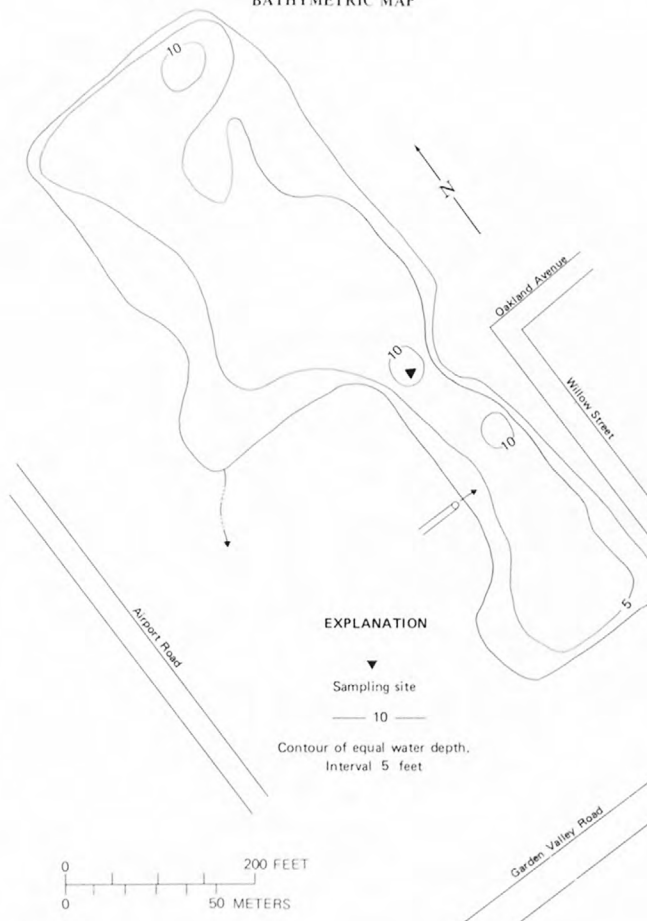 BATHYMETRIC MAP
10
N
Oakland Avenue
10
Willow Street
10
5
Airport Road
EXPLANATION
Sampling site
10
Contour of equal water depth.
Interval 5 feet
Garden Valley Road
0 200 FEET
0 50 METERS